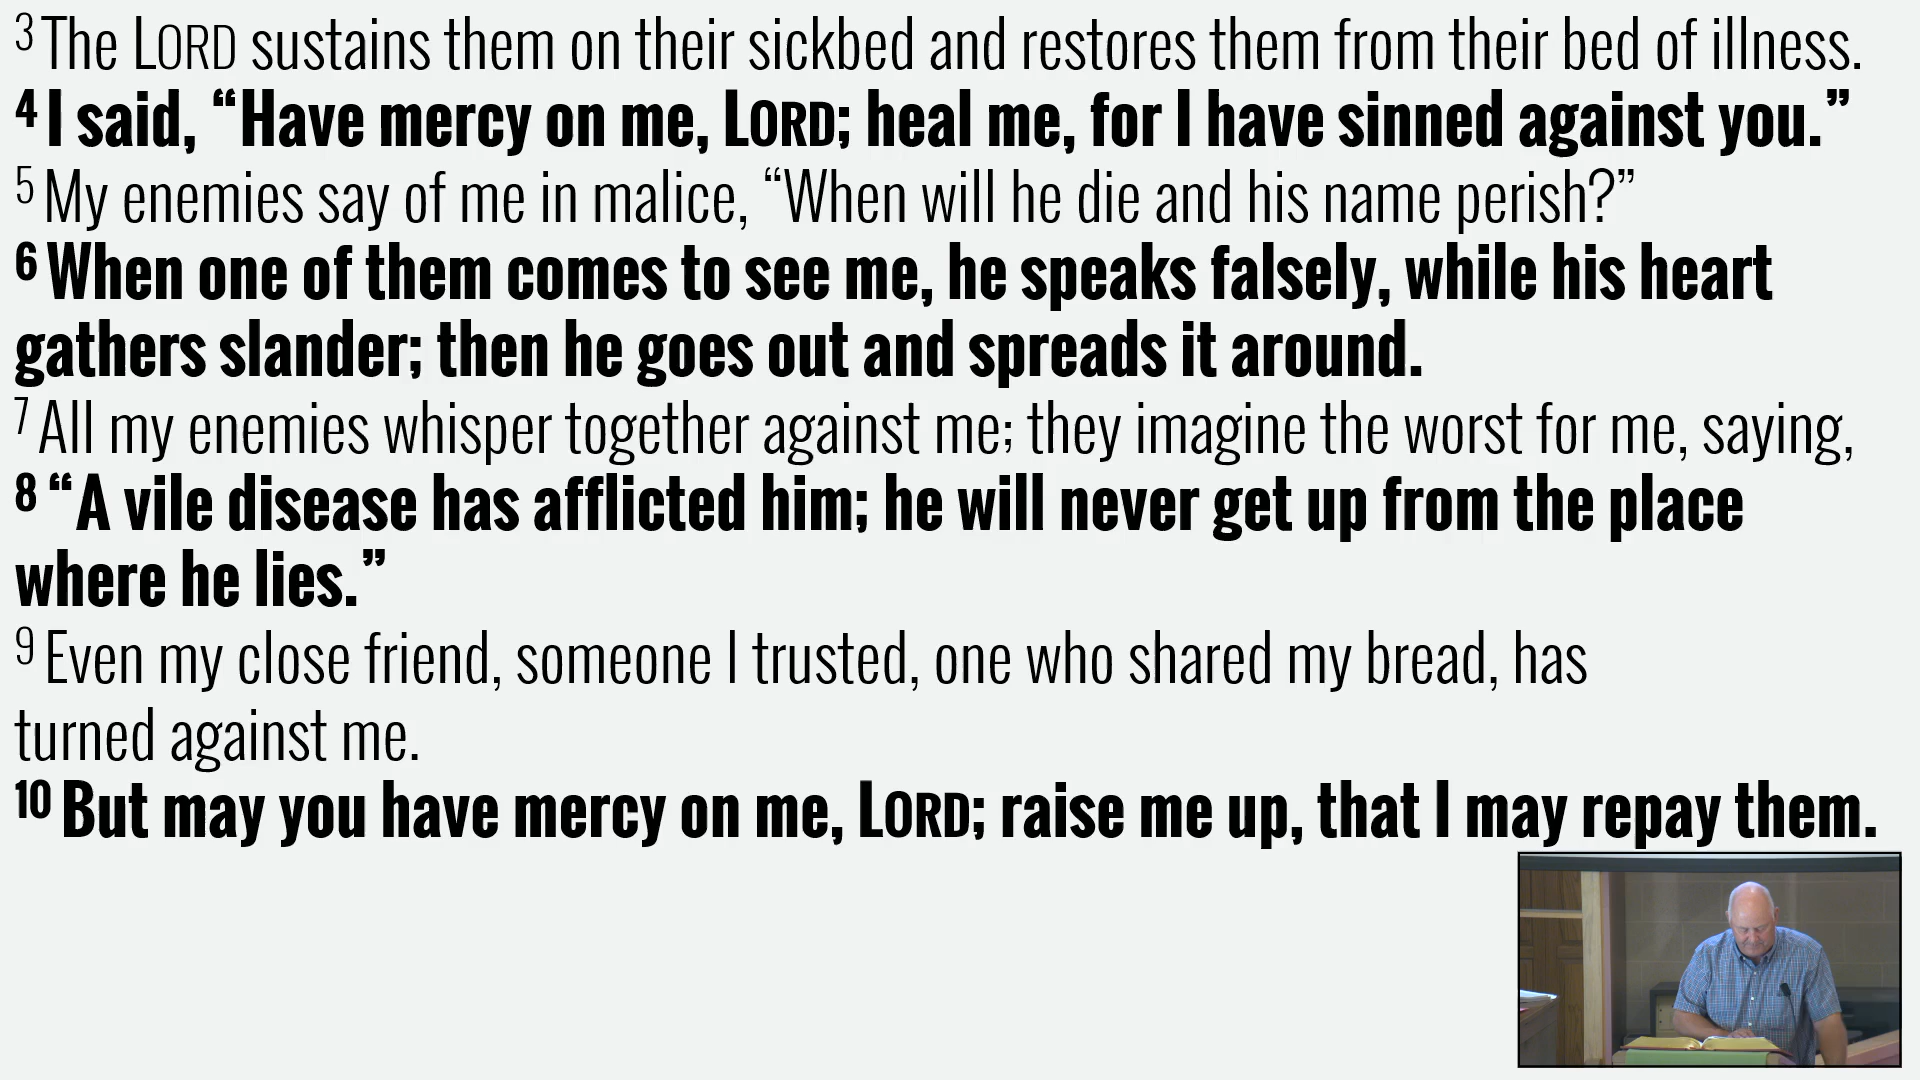 3 The LORD sustains them on their sickbed and restores them from their bed of illness.
4 I said, “Have mercy on me, LORD; heal me, for I have sinned against you.”
5 My enemies say of me in malice, “When will he die and his name perish?”
6 When one of them comes to see me, he speaks falsely, while his heart
gathers slander; then he goes out and spreads it around.
7 All my enemies whisper together against me; they imagine the worst for me, saying,
8 “A vile disease has afflicted him; he will never get up from the place
where he lies.”
9 Even my close friend, someone I trusted, one who shared my bread, has
turned against me.
10 But may you have mercy on me, LORD; raise me up, that I may repay them.